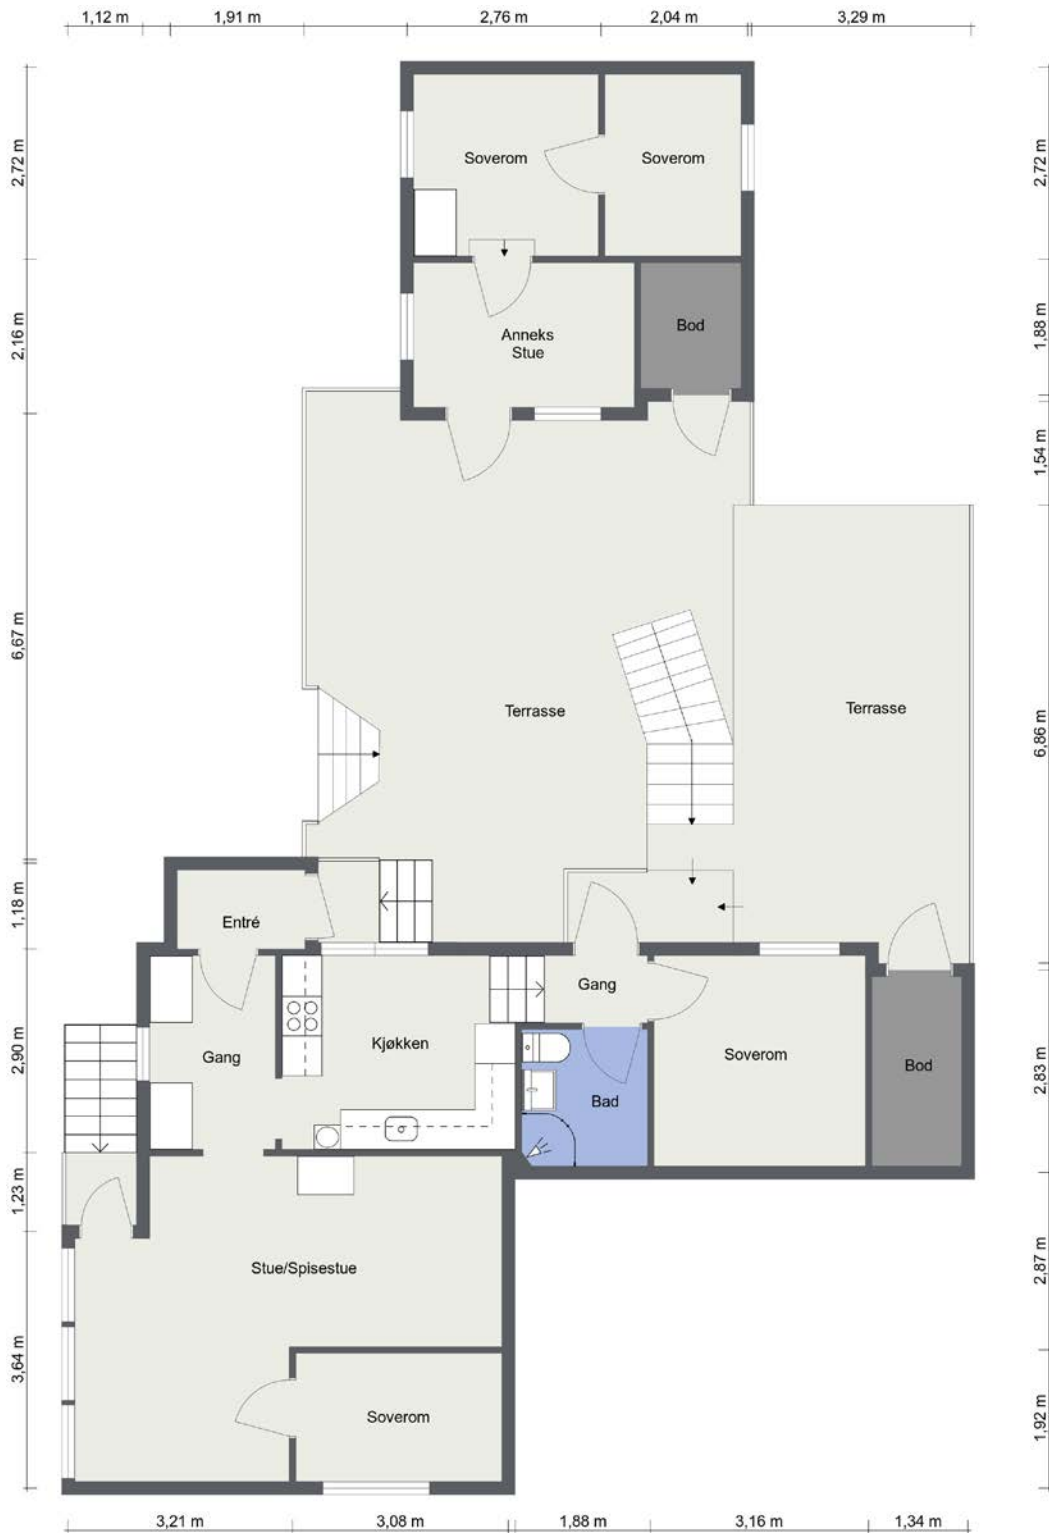 1,12 m
1,91 m
2,76 m
2,04 m
3,29 m
2,72 m
Soverom
Soverom
2,72 m
2,16 m
Anneks
Stue
Bod
1,88 m
1,54 m
6,67 m
Terrasse
Terrasse
6,86 m
1,18 m
Entré
Gang
2,90 m
Gang
Kjøkken
Soverom
Bod
2,83 m
Bad
1,23 m
Stue/Spisestue
2,87 m
3,64 m
Soverom
1,92 m
3,21 m
3,08 m
1,88 m
3,16 m
1,34 m